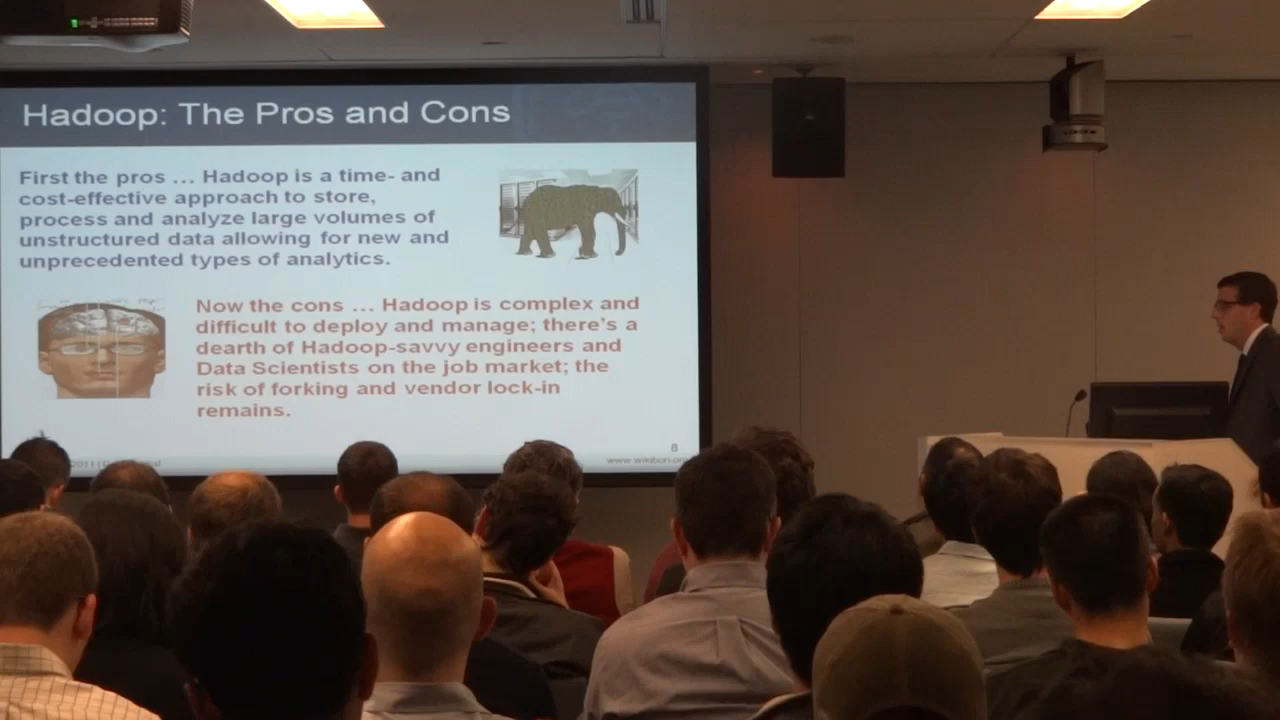 Hadoop: The Pros and Cons
First the pros ... Hadoop is a time- and
cost-effective approach to store,
process and analyze large volumes of
unstructured data allowing for new and
unprecedented types of analytics.
Now the cons ... Hadoop is complex and
difficult to deploy and manage; there's a
dearth of Hadoop-savvy engineers and
Data Scientists on the job market; the
risk of forking and vendor lock-in
remains.
8
www.wikibon.org